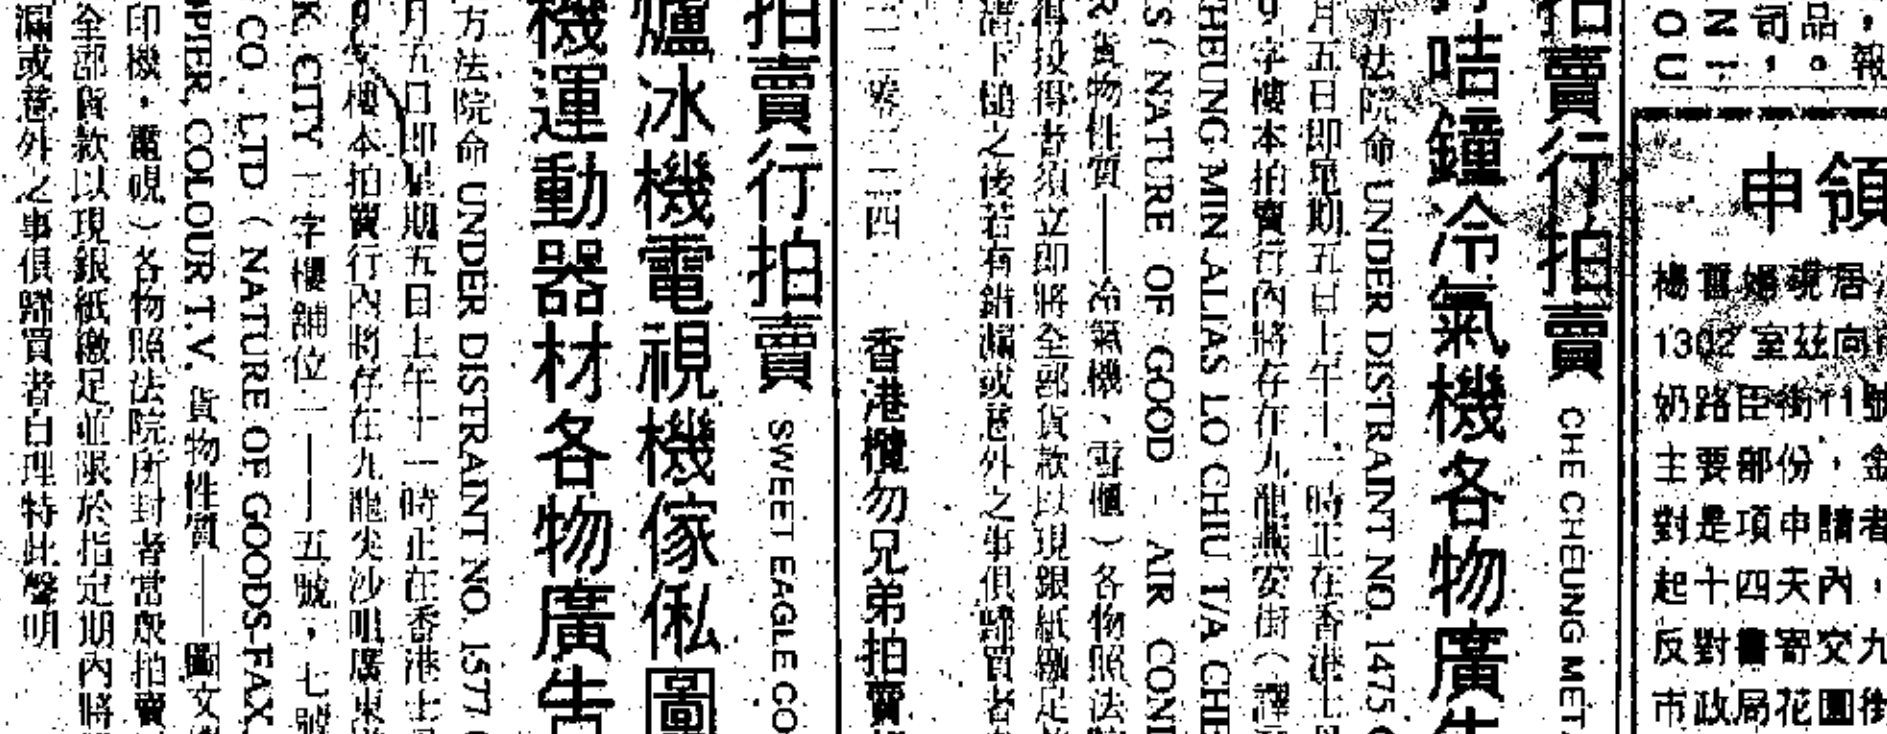 報
品。
司，
申領
居
1302室茲向
奶路臣街11號
主要部份，金
對是項申請者
起十四天內，
反對書寄交九
市政局花園街
拍賣行拍賣 CHE CHEUNG MET
咭鐘冷氣機各物廣告
法院命 UNDER DISTRAINT NO. 1475
月五日即星期五日上午十一時正在香港上
字樓本拍賣行內將存在九龍
CHEUNG MIN ALIAS LO CHIU T/A CHE
S ( NATURE OF GOOD - AIR CON
貨物性質——冷氣機、雪櫃）各物照法院
得投得者須立即將全部貨款以現銀紙繳足
清下槌之後若有錯漏或意外之事俱歸買者
四　香港欖勿兄弟拍賣
拍賣行拍賣 SWEET EAGLE CO
爐冰機電視機傢俬圖
機運動器材各物廣告
方法院命 UNDER DISTRAINT NO. 1577
月五日即星期五日上午十一時正在香港上
字樓本拍賣行內將存在九龍尖沙咀廣東道
K CITY 二字樓舖位一一——五號，七號
CO. LTD ( NATURE OF GOODS-FAX
MPIER, COLOUR T.V. 貨物性質——圖文
印機，電視）各物照法院所封者當眾拍賣
全部貨款以現銀紙繳足並限於指定期內將
漏或意外之事俱歸買者自理特此聲明